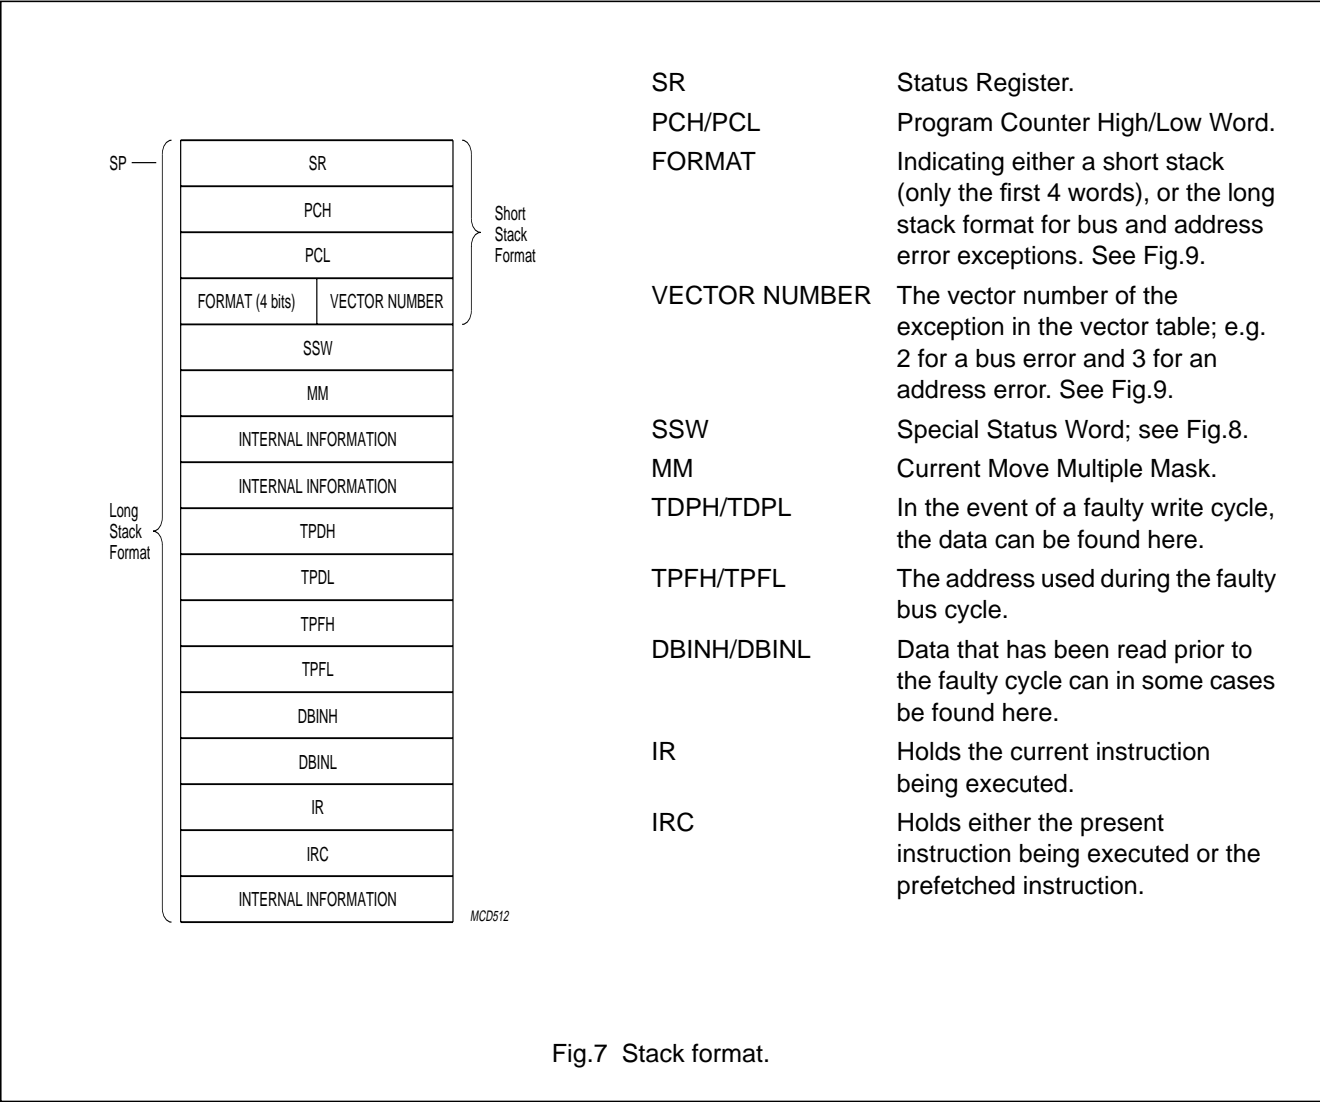 SP
SR
PCH
PCL
FORMAT (4 bits) VECTOR NUMBER
SSW
MM
INTERNAL INFORMATION
INTERNAL INFORMATION
TPDH
TPDL
TPFH
TPFL
DBINH
DBINL
IR
IRC
INTERNAL INFORMATION
Short
Stack
Format
Long
Stack
Format
MCD512
SR Status Register.
PCH/PCL Program Counter High/Low Word.
FORMAT Indicating either a short stack
(only the first 4 words), or the long
stack format for bus and address
error exceptions. See Fig.9.
VECTOR NUMBER The vector number of the
exception in the vector table; e.g.
2 for a bus error and 3 for an
address error. See Fig.9.
SSW Special Status Word; see Fig.8.
MM Current Move Multiple Mask.
TDPH/TDPL In the event of a faulty write cycle,
the data can be found here.
TPFH/TPFL The address used during the faulty
bus cycle.
DBINH/DBINL Data that has been read prior to
the faulty cycle can in some cases
be found here.
IR Holds the current instruction
being executed.
IRC Holds either the present
instruction being executed or the
prefetched instruction.
Fig.7 Stack format.